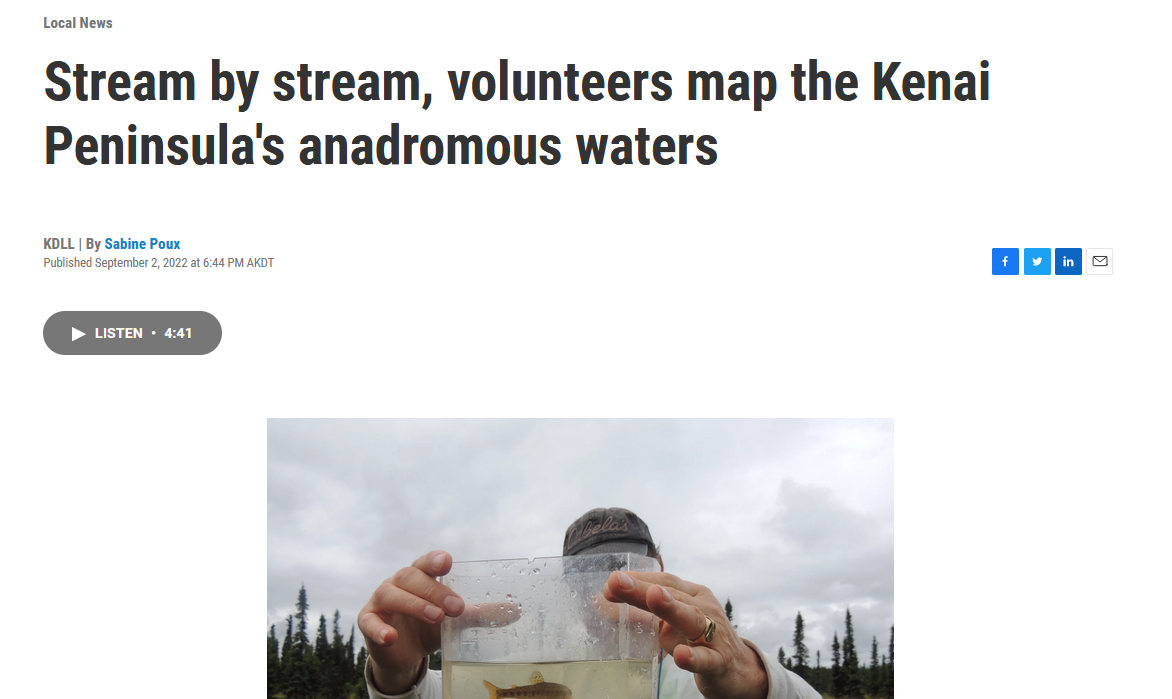 Local News
Stream by stream, volunteers map the Kenai
Peninsula's anadromous waters
KDLL | By Sabine Poux
Published September 2, 2022 at 6:44 PM AKDT
f in
LISTEN • 4:41